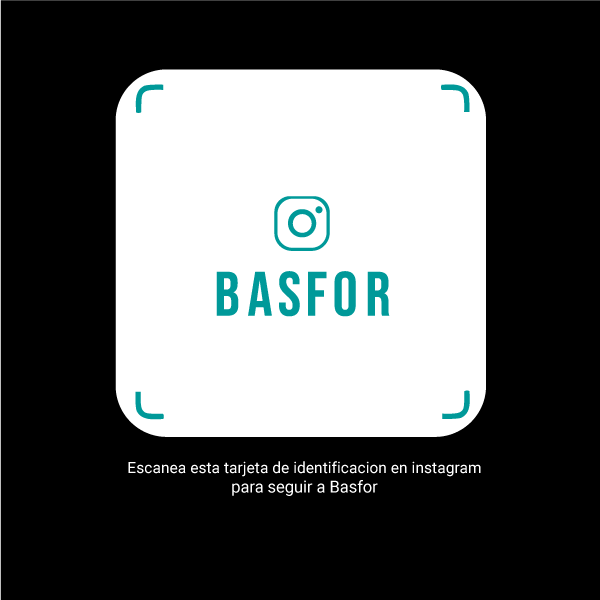 BASFOR
Escanea esta tarjeta de identificacion en instagram
para seguir a Basfor